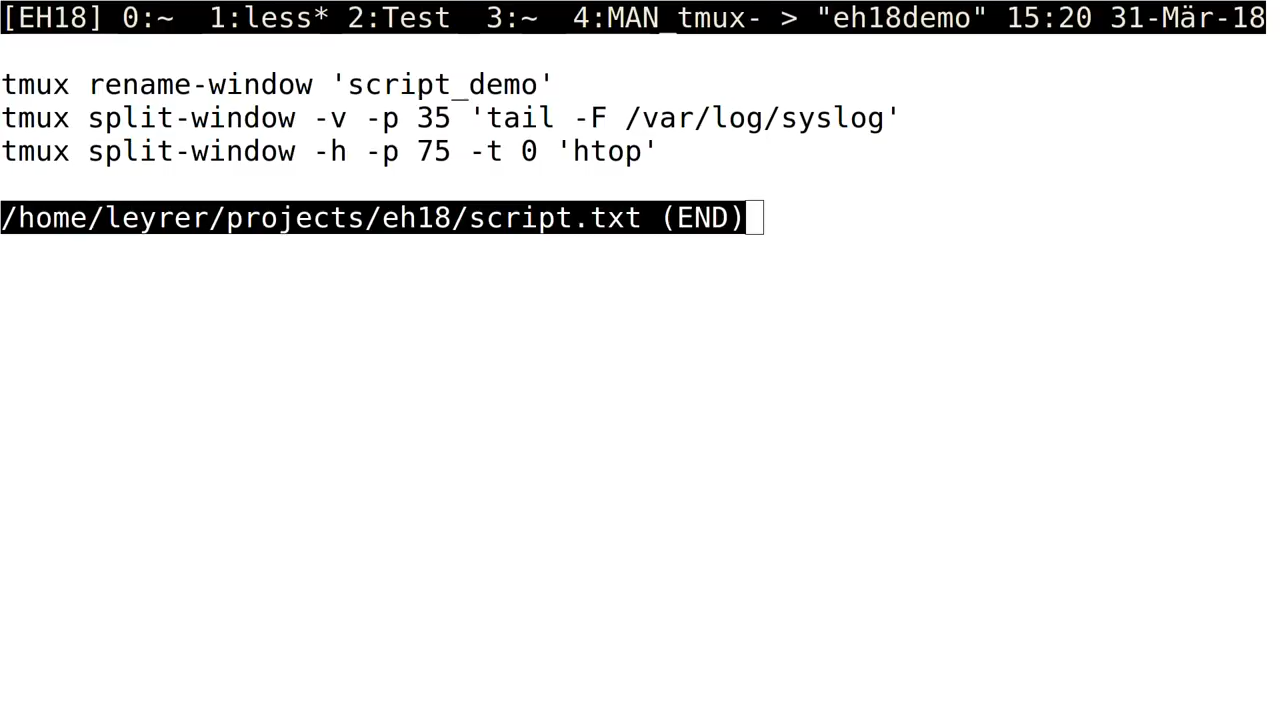 [EH18] 0:~  1:less* 2:Test  3:~  4:MAN_tmux- > "eh18demo" 15:20 31-Mär-18
tmux rename-window 'script_demo'
tmux split-window -v -p 35 'tail -F /var/log/syslog'
tmux split-window -h -p 75 -t 0 'htop'
/home/leyrer/projects/eh18/script.txt (END)